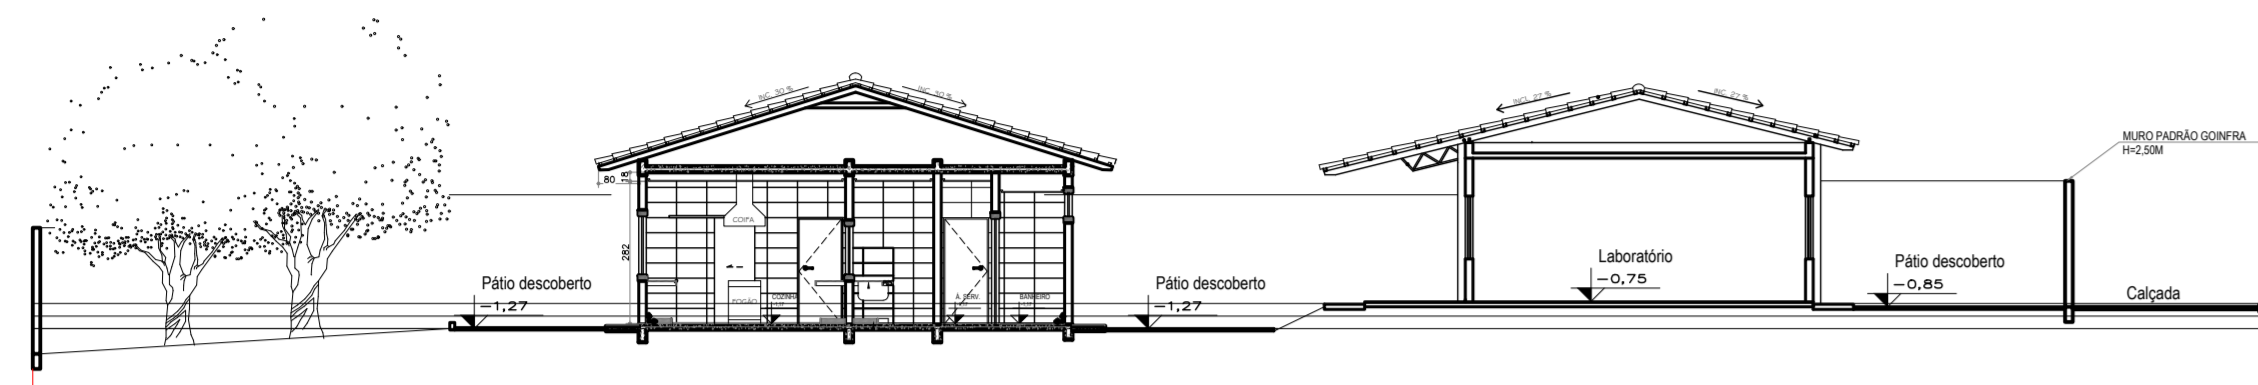 INC. 30 %
INC. 30 %
INCL. 27 %
INC. 27 %
MURO PADRÃO GOINFRA
H=2,50M
80
18
COIFA
282
Pátio descoberto
-1,27
FOGÃO
COZINHA
A. SERV.
BANHEIRO
Pátio descoberto
-1,27
Laboratório
-0,75
Pátio descoberto
-0,85
Calçada